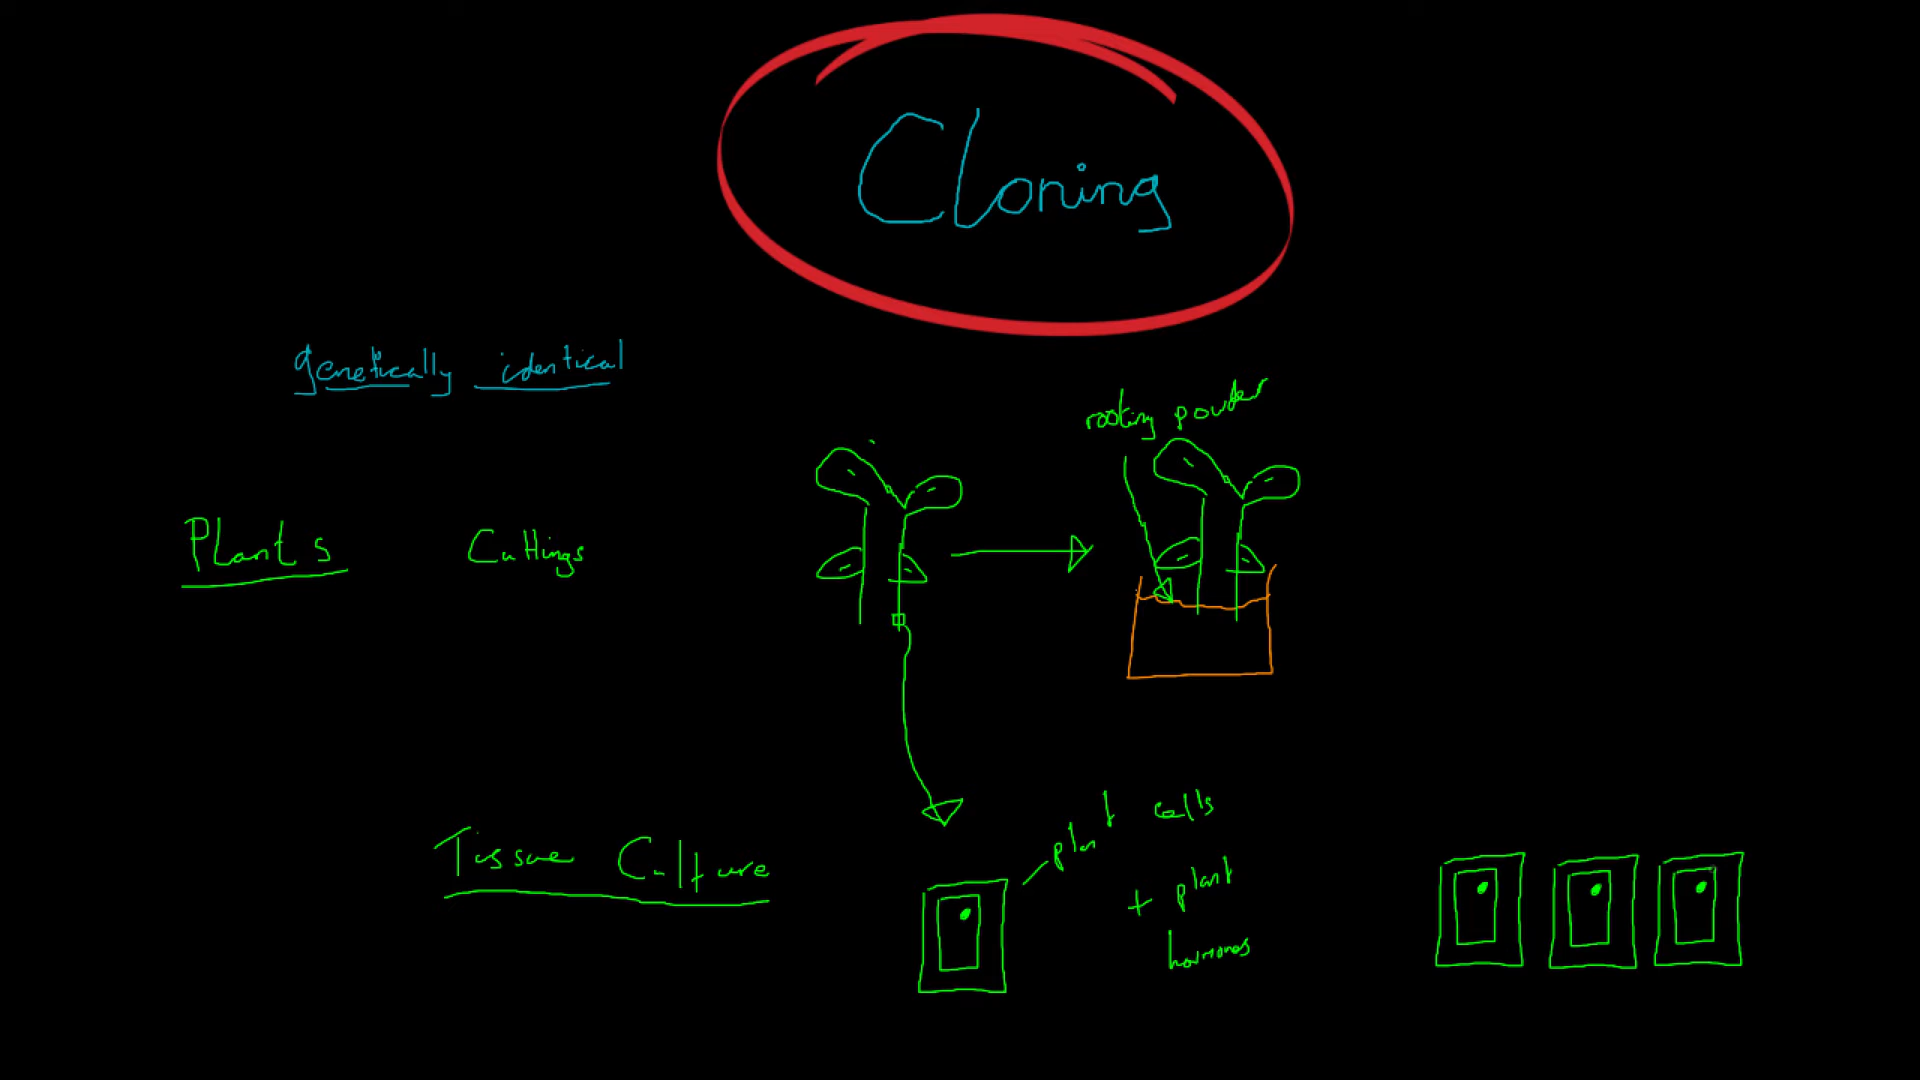 Cloning
genetically identical
rooting powder
Plants Cuttings
Tissue Culture
plant cells
+ plant
hormones